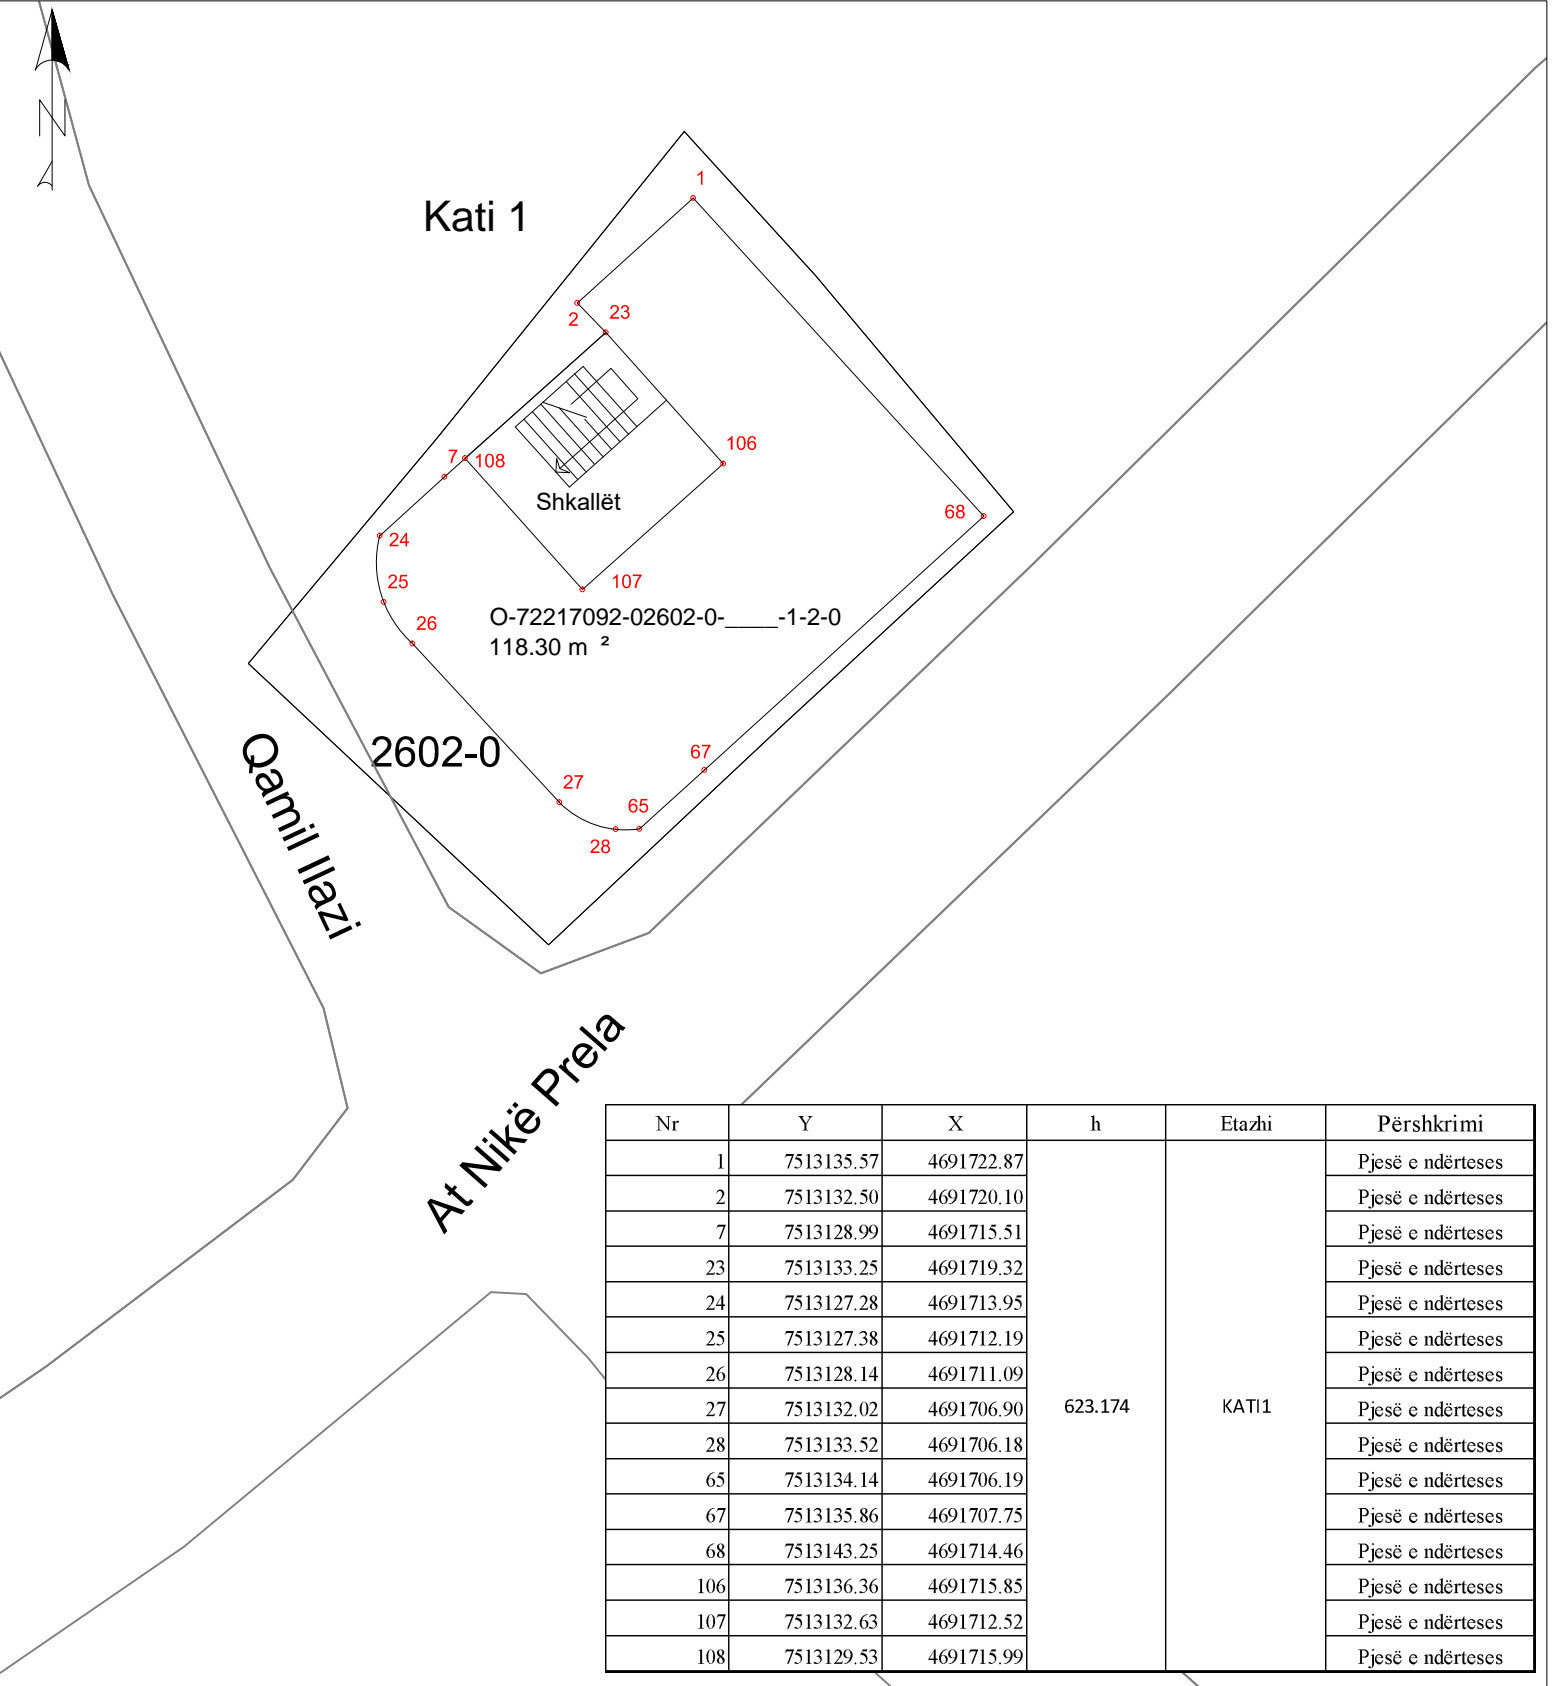 N
Kati 1
1
2
23
7
108
106
Shkallët
68
24
25
107
26
O-72217092-02602-0-____-1-2-0
118.30 m ²
2602-0
67
27
65
28
Qamil Ilazi
At Nikë Prela
Nr Y X h Etazhi Përshkrimi
1 7513135.57 4691722.87 Pjesë e ndërteses
2 7513132.50 4691720.10 Pjesë e ndërteses
7 7513128.99 4691715.51 Pjesë e ndërteses
23 7513133.25 4691719.32 Pjesë e ndërteses
24 7513127.28 4691713.95 Pjesë e ndërteses
25 7513127.38 4691712.19 Pjesë e ndërteses
26 7513128.14 4691711.09 Pjesë e ndërteses
27 7513132.02 4691706.90 623.174 KATI1 Pjesë e ndërteses
28 7513133.52 4691706.18 Pjesë e ndërteses
65 7513134.14 4691706.19 Pjesë e ndërteses
67 7513135.86 4691707.75 Pjesë e ndërteses
68 7513143.25 4691714.46 Pjesë e ndërteses
106 7513136.36 4691715.85 Pjesë e ndërteses
107 7513132.63 4691712.52 Pjesë e ndërteses
108 7513129.53 4691715.99 Pjesë e ndërteses